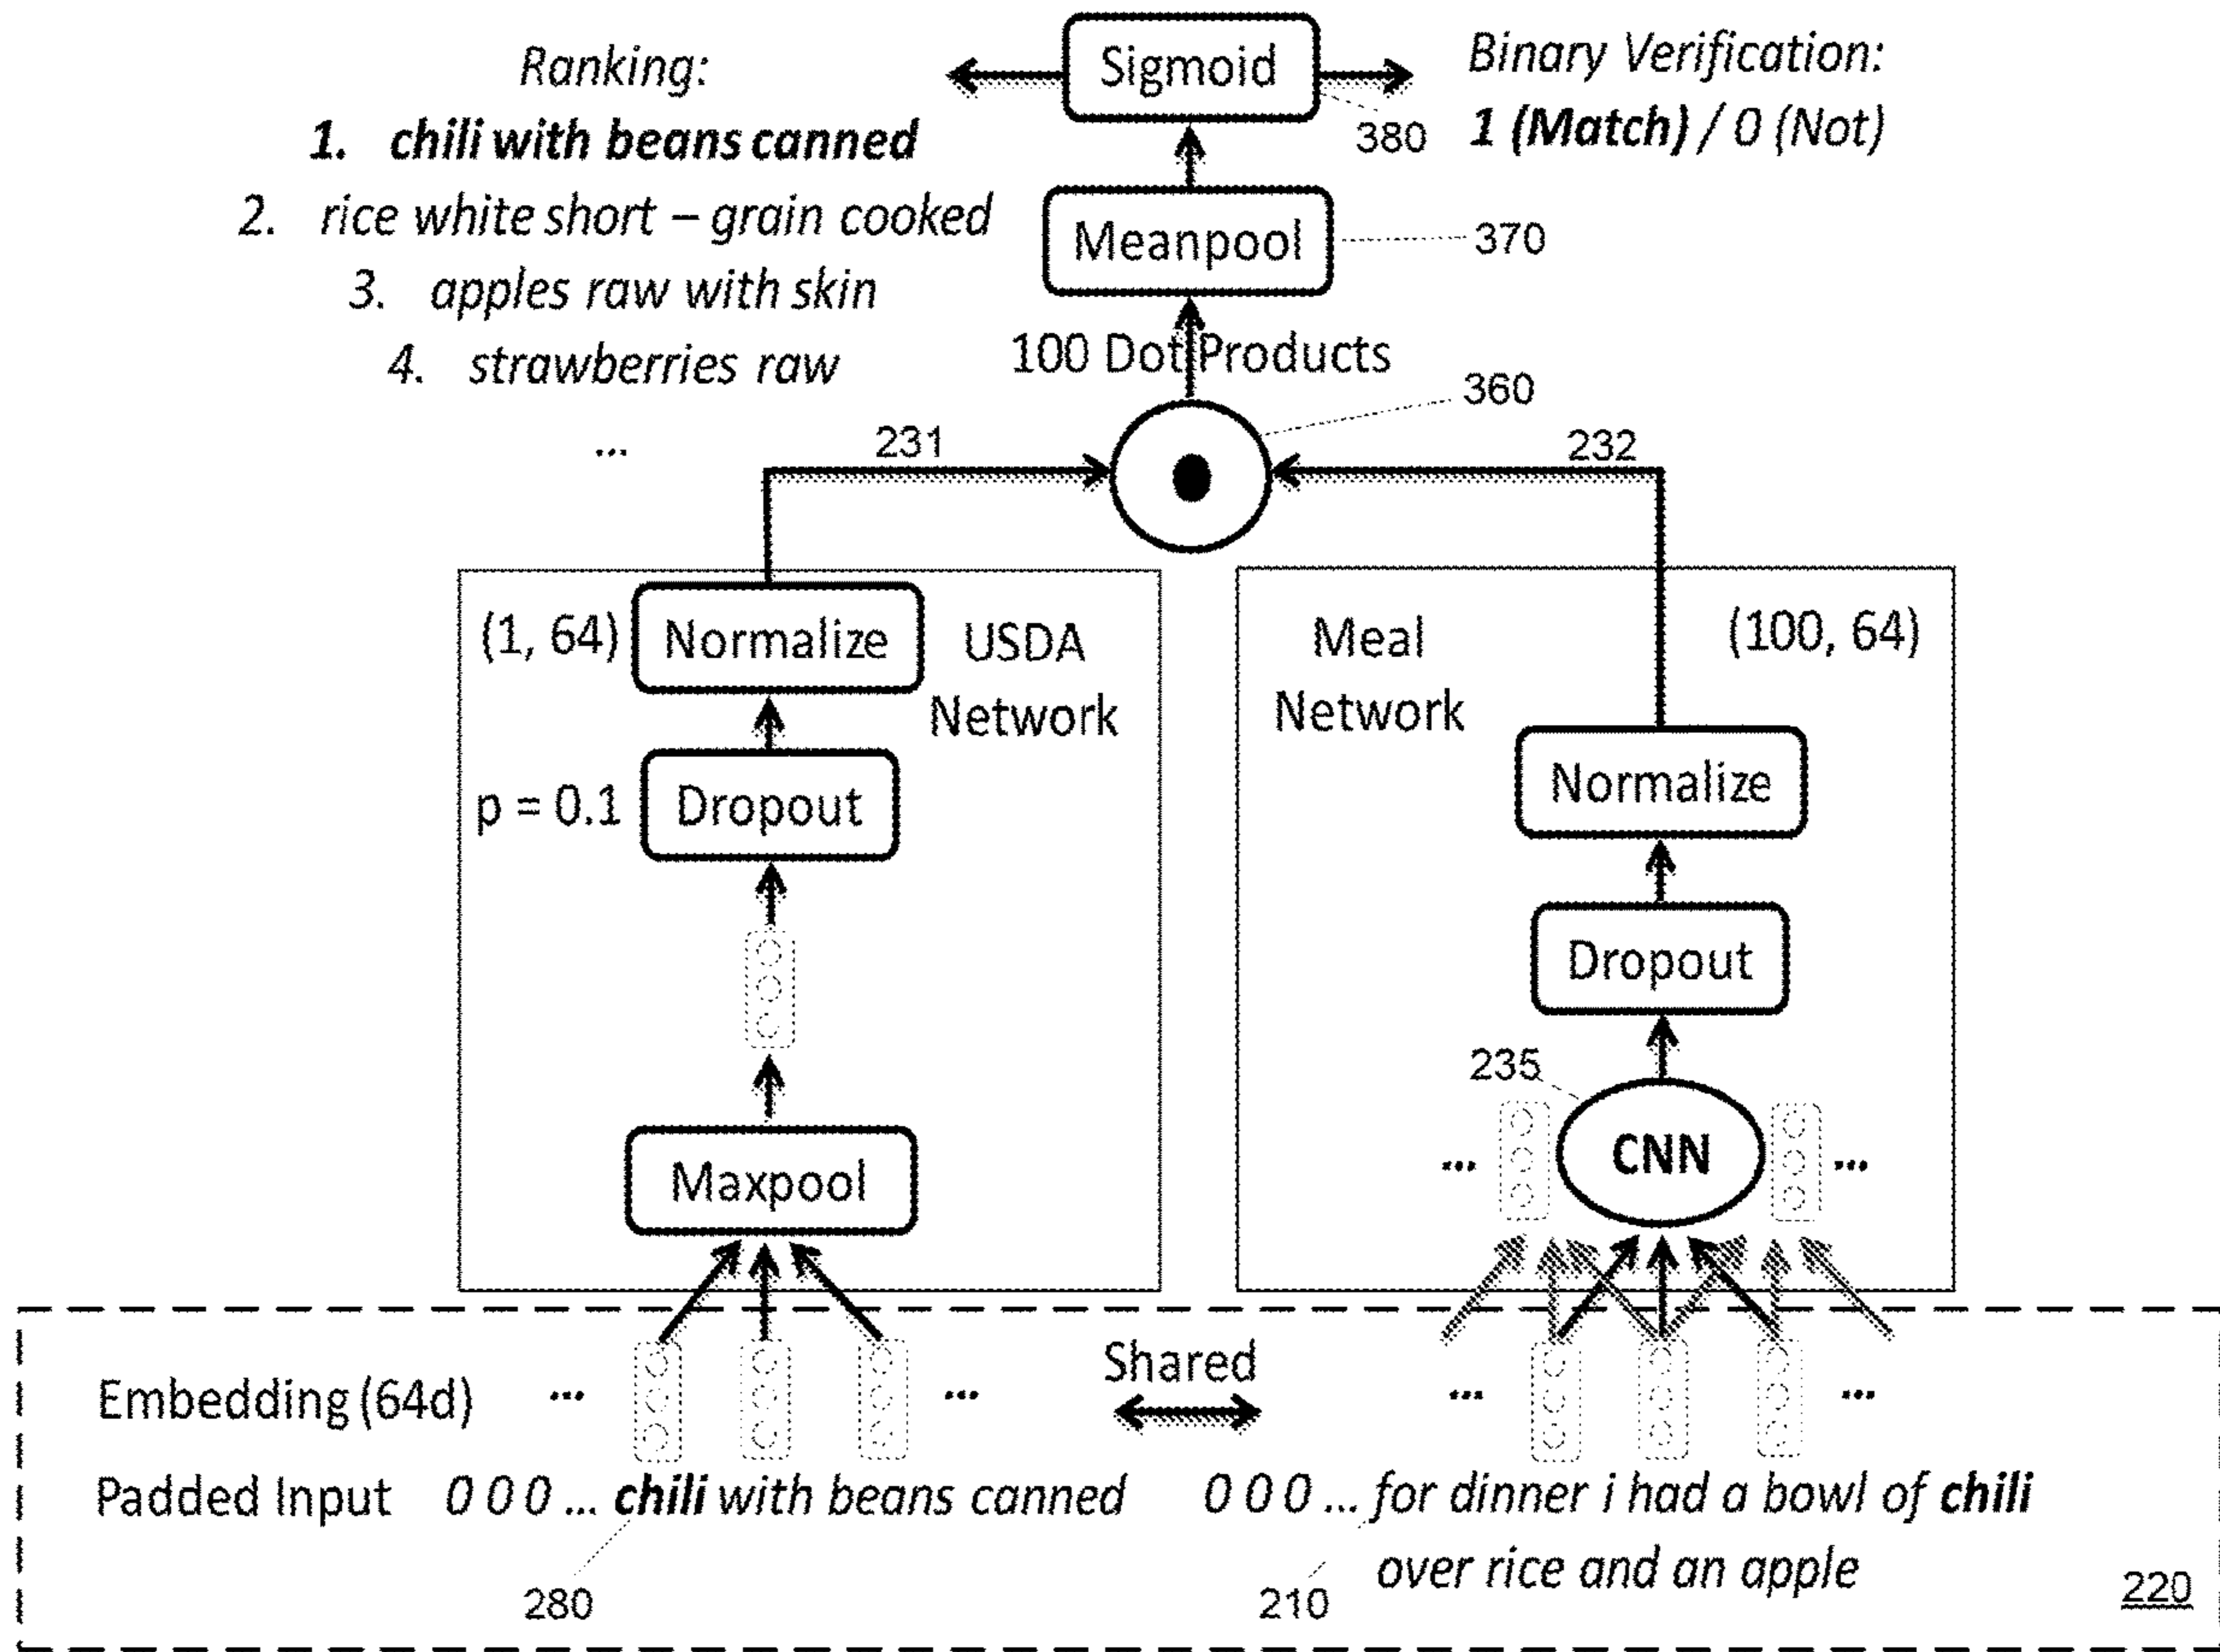 Ranking:
1. chili with beans canned
2. rice white short – grain cooked
3. apples raw with skin
4. strawberries raw
...
Sigmoid
380
Binary Verification:
1 (Match) / 0 (Not)
Meanpool
370
100 Dot Products
360
231
232
(1, 64)
Normalize
USDA
Network
p = 0.1
Dropout
Maxpool
Meal
Network
(100, 64)
Normalize
Dropout
235
... CNN ...
Embedding (64d) ... ... Shared ... ...
Padded Input 0 0 0 ... chili with beans canned 0 0 0 ... for dinner i had a bowl of chili
over rice and an apple
280
210
220